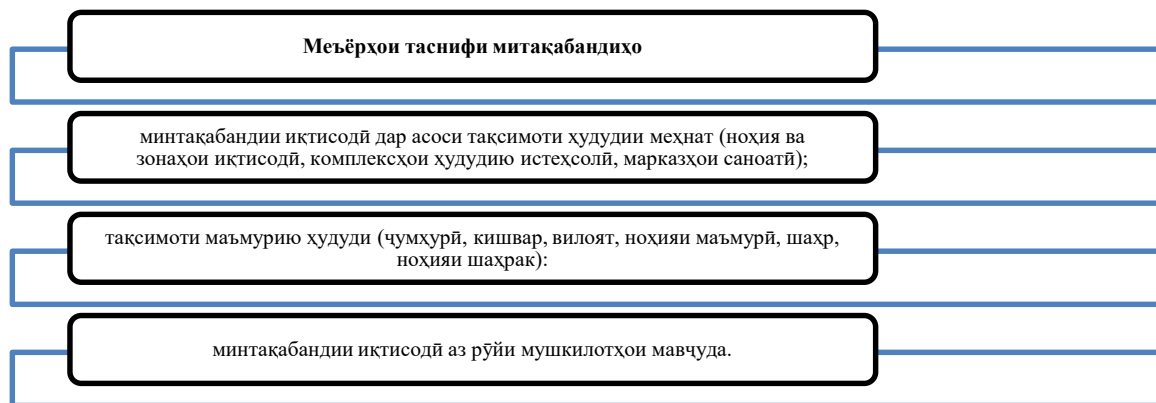 Меъёрҳои таснифи митақабандиҳо
минтақабандии иқтисодӣ дар асоси тақсимоти ҳудудии меҳнат (ноҳия ва
зонаҳои иқтисодӣ, комплексҳои ҳудудию истеҳсолӣ, марказҳои саноатӣ);
тақсимоти маъмурию ҳудуди (ҷумҳурӣ, кишвар, вилоят, ноҳияи маъмурӣ, шаҳр,
ноҳияи шаҳрак):
минтақабандии иқтисодӣ аз рӯйи мушкилотҳои мавҷуда.